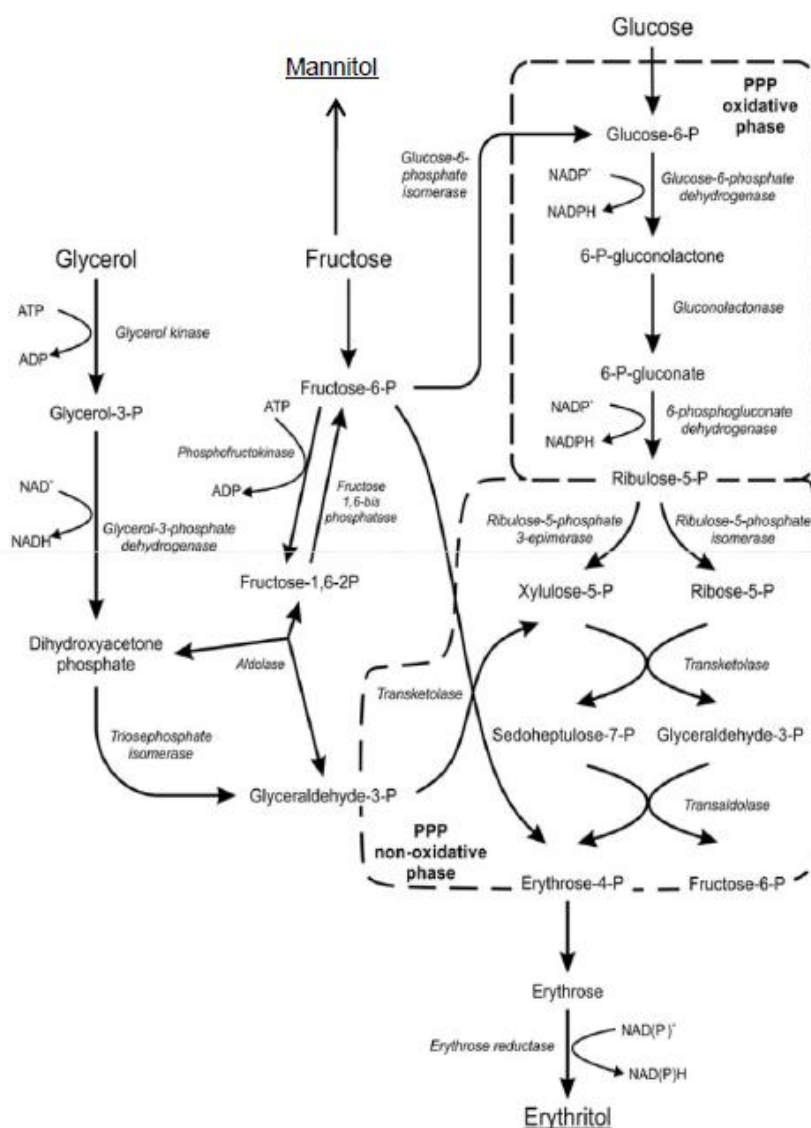 Glucose
Mannitol
PPP
oxidative
phase
Glucose-6-P
Glucose-6-
phosphate
isomerase
NADP⁺
NADPH
Glucose-6-phosphate
dehydrogenase
Glycerol
Fructose
6-P-gluconolactone
ATP
ADP
Glycerol kinase
Gluconolactonase
Glycerol-3-P
Fructose-6-P
6-P-gluconate
ATP
ADP
Phosphofructokinase
Fructose
1,6-bis
phosphatase
NADP⁺
NADPH
6-phosphogluconate
dehydrogenase
NAD⁺
NADH
Glycerol-3-phosphate
dehydrogenase
Ribulose-5-P
Ribulose-5-phosphate
3-epimerase
Ribulose-5-phosphate
isomerase
Fructose-1,6-2P
Xylulose-5-P
Ribose-5-P
Dihydroxyacetone
phosphate
Aldolase
Transketolase
Transketolase
Triosephosphate
isomerase
Sedoheptulose-7-P
Glyceraldehyde-3-P
Glyceraldehyde-3-P
Transaldolase
PPP
non-oxidative
phase
Erythrose-4-P
Fructose-6-P
Erythrose
Erythrose reductase
NAD(P)⁺
NAD(P)H
Erythritol